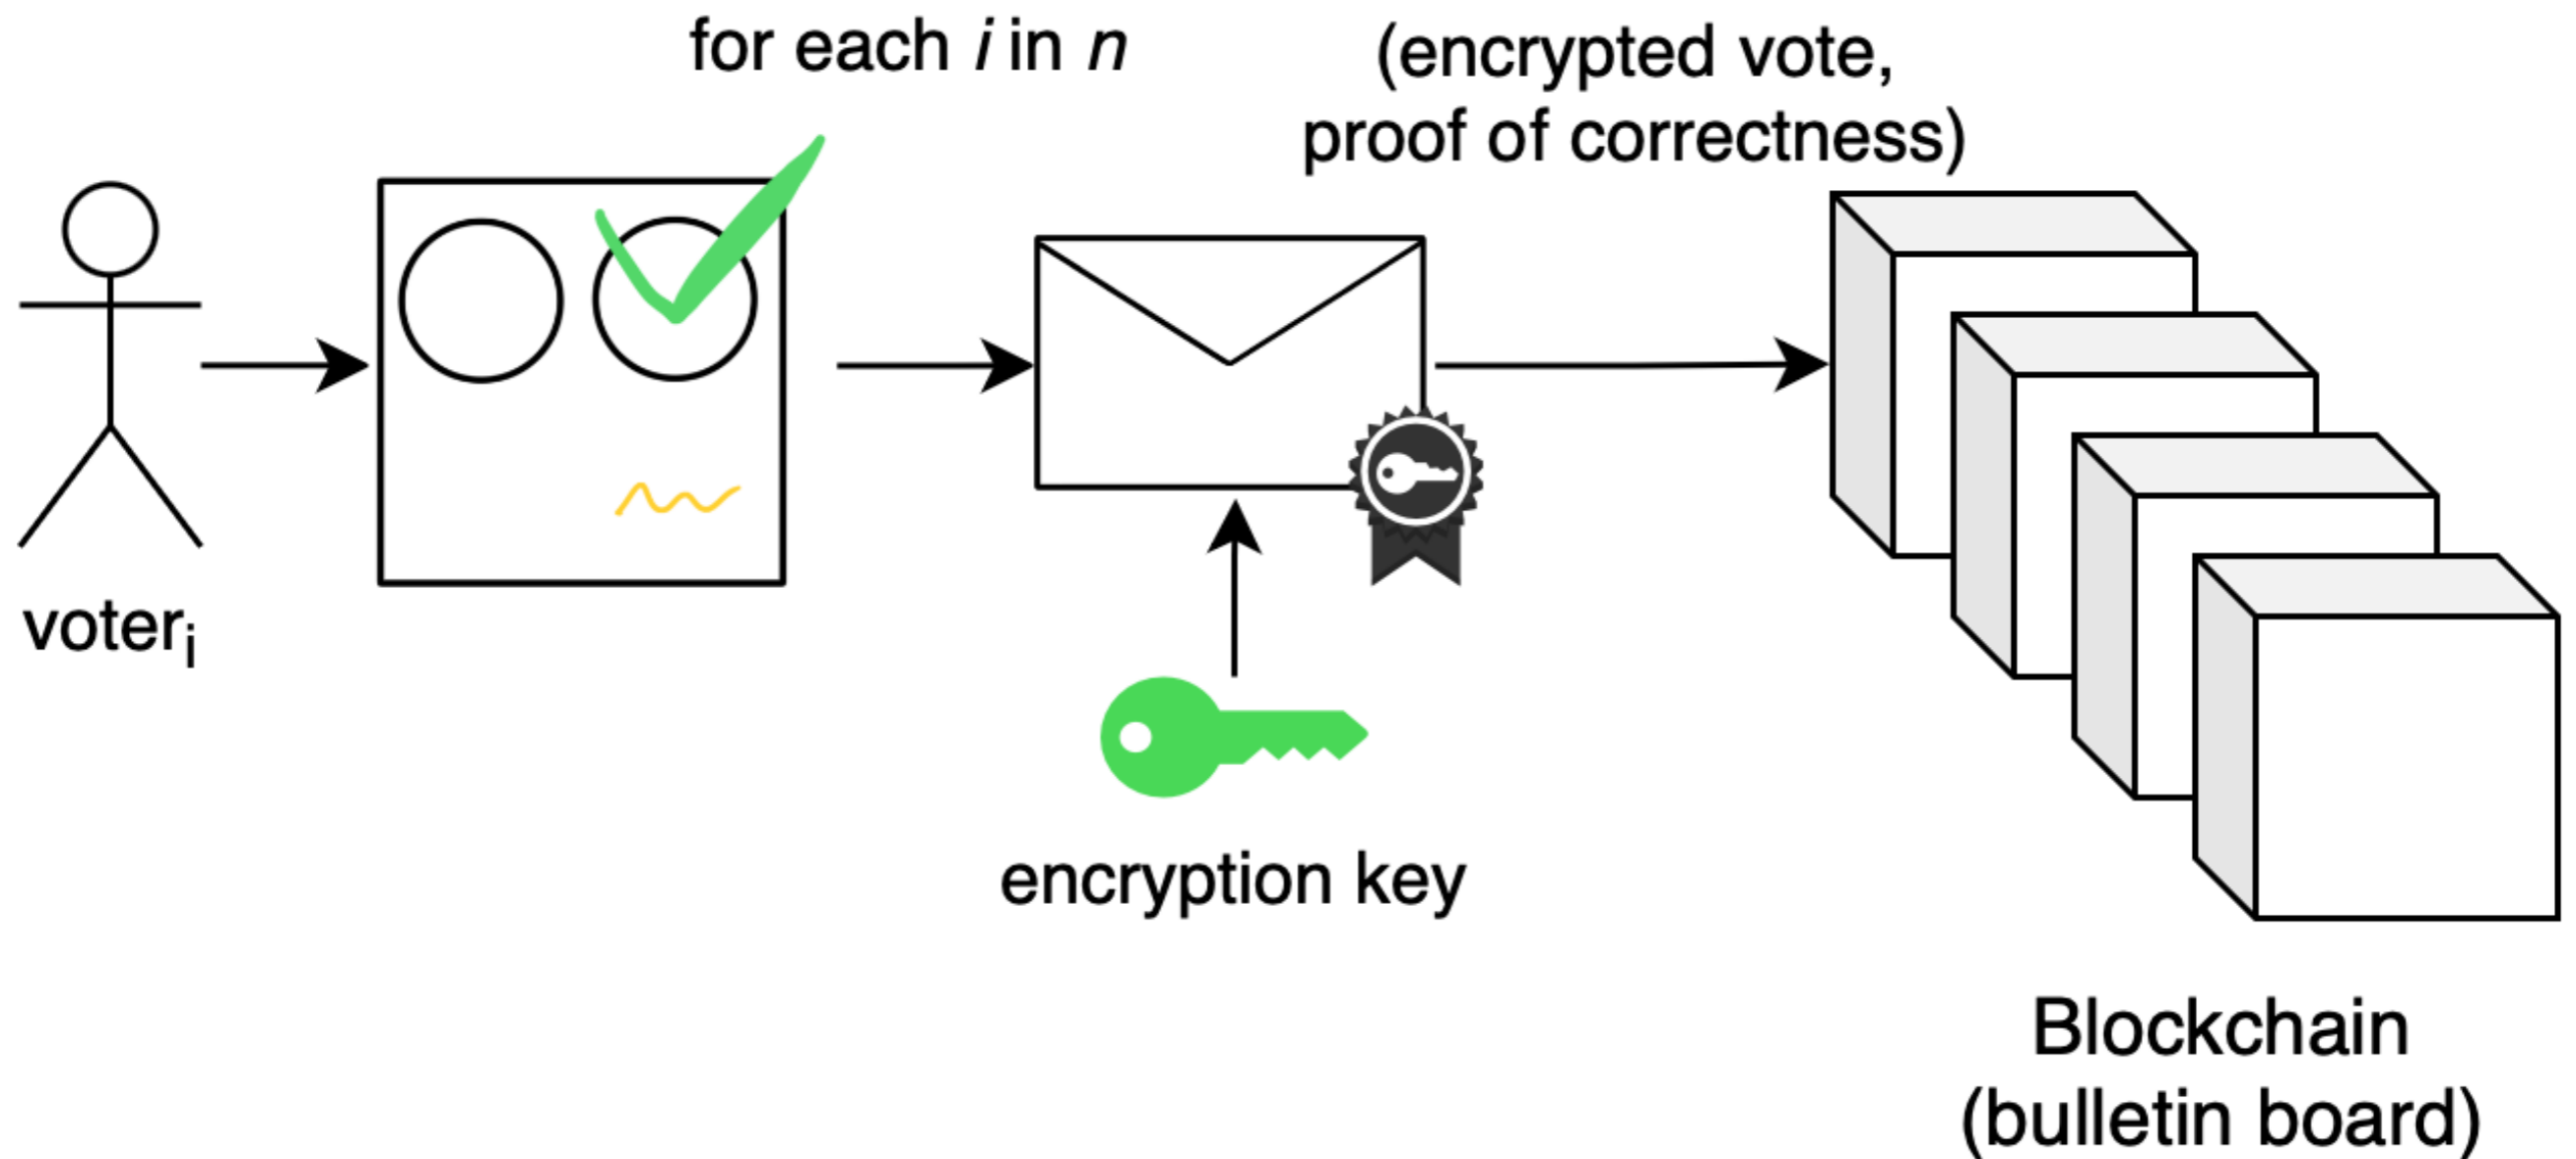 for each i in n
(encrypted vote,
proof of correctness)
voterᵢ
encryption key
Blockchain
(bulletin board)